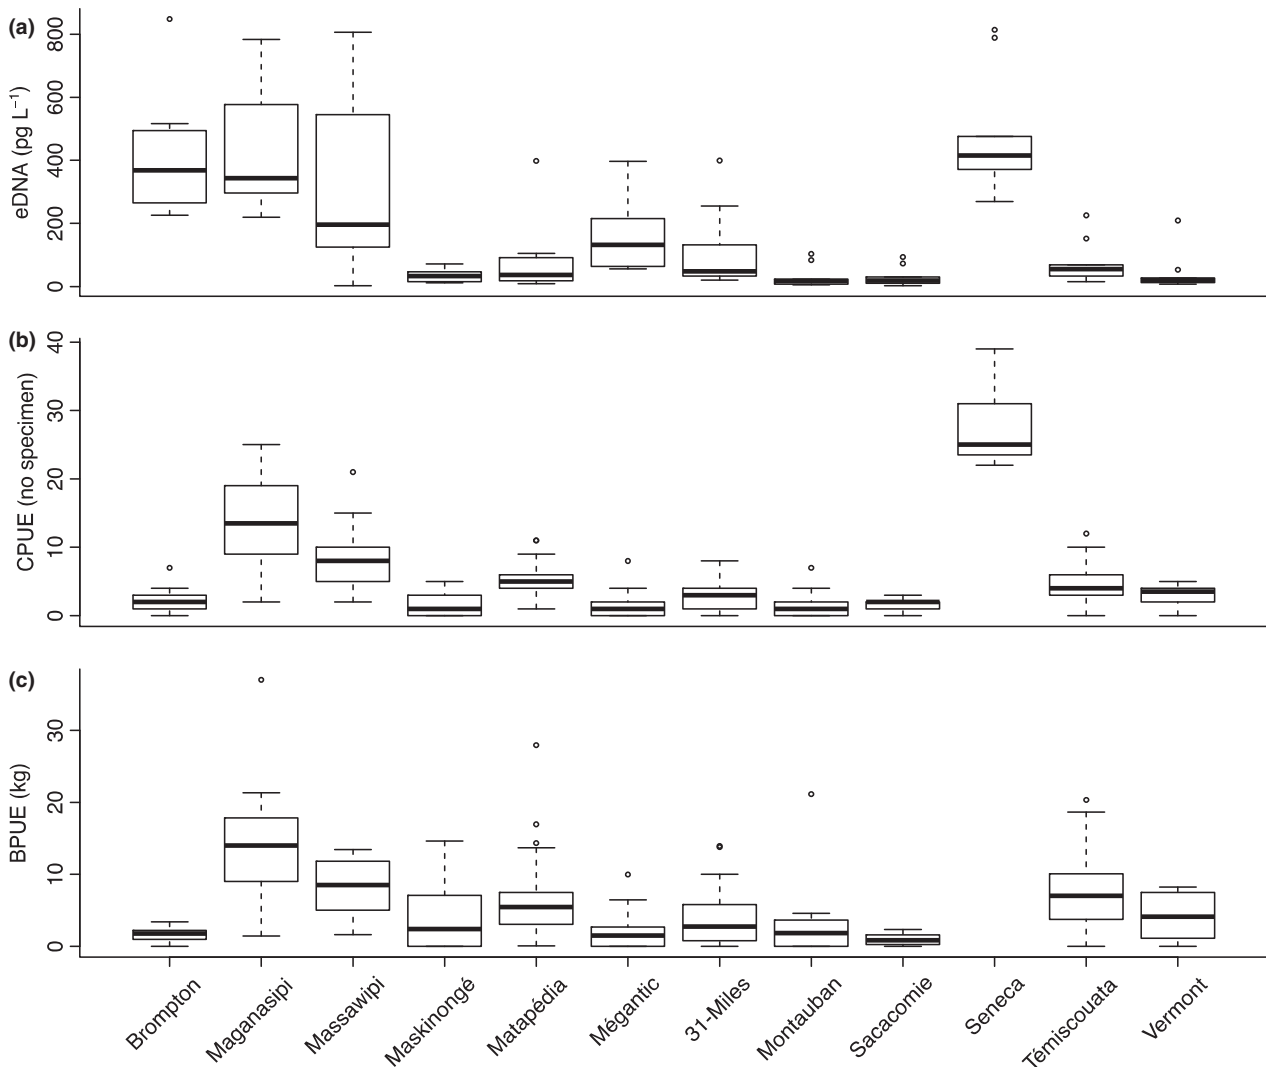 (a)
eDNA (pg L⁻¹)
0
200
400
600
800
(b)
CPUE (no specimen)
0
10
20
30
40
(c)
BPUE (kg)
0
10
20
30
Brompton
Maganasipi
Massawipi
Maskinongé
Matapédia
Mégantic
31-Miles
Montauban
Sacacomie
Seneca
Témiscouata
Vermont